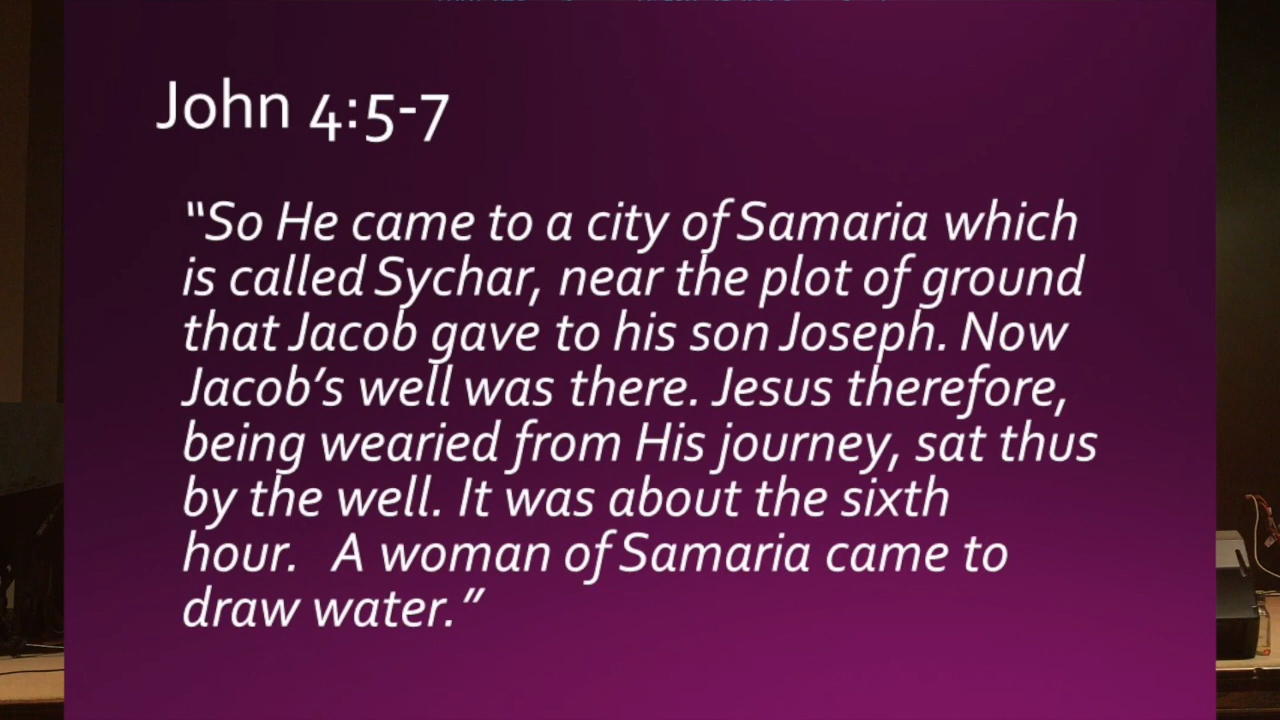 John 4:5-7
“So He came to a city of Samaria which
is called Sychar, near the plot of ground
that Jacob gave to his son Joseph. Now
Jacob’s well was there. Jesus therefore,
being wearied from His journey, sat thus
by the well. It was about the sixth
hour.   A woman of Samaria came to
draw water.”